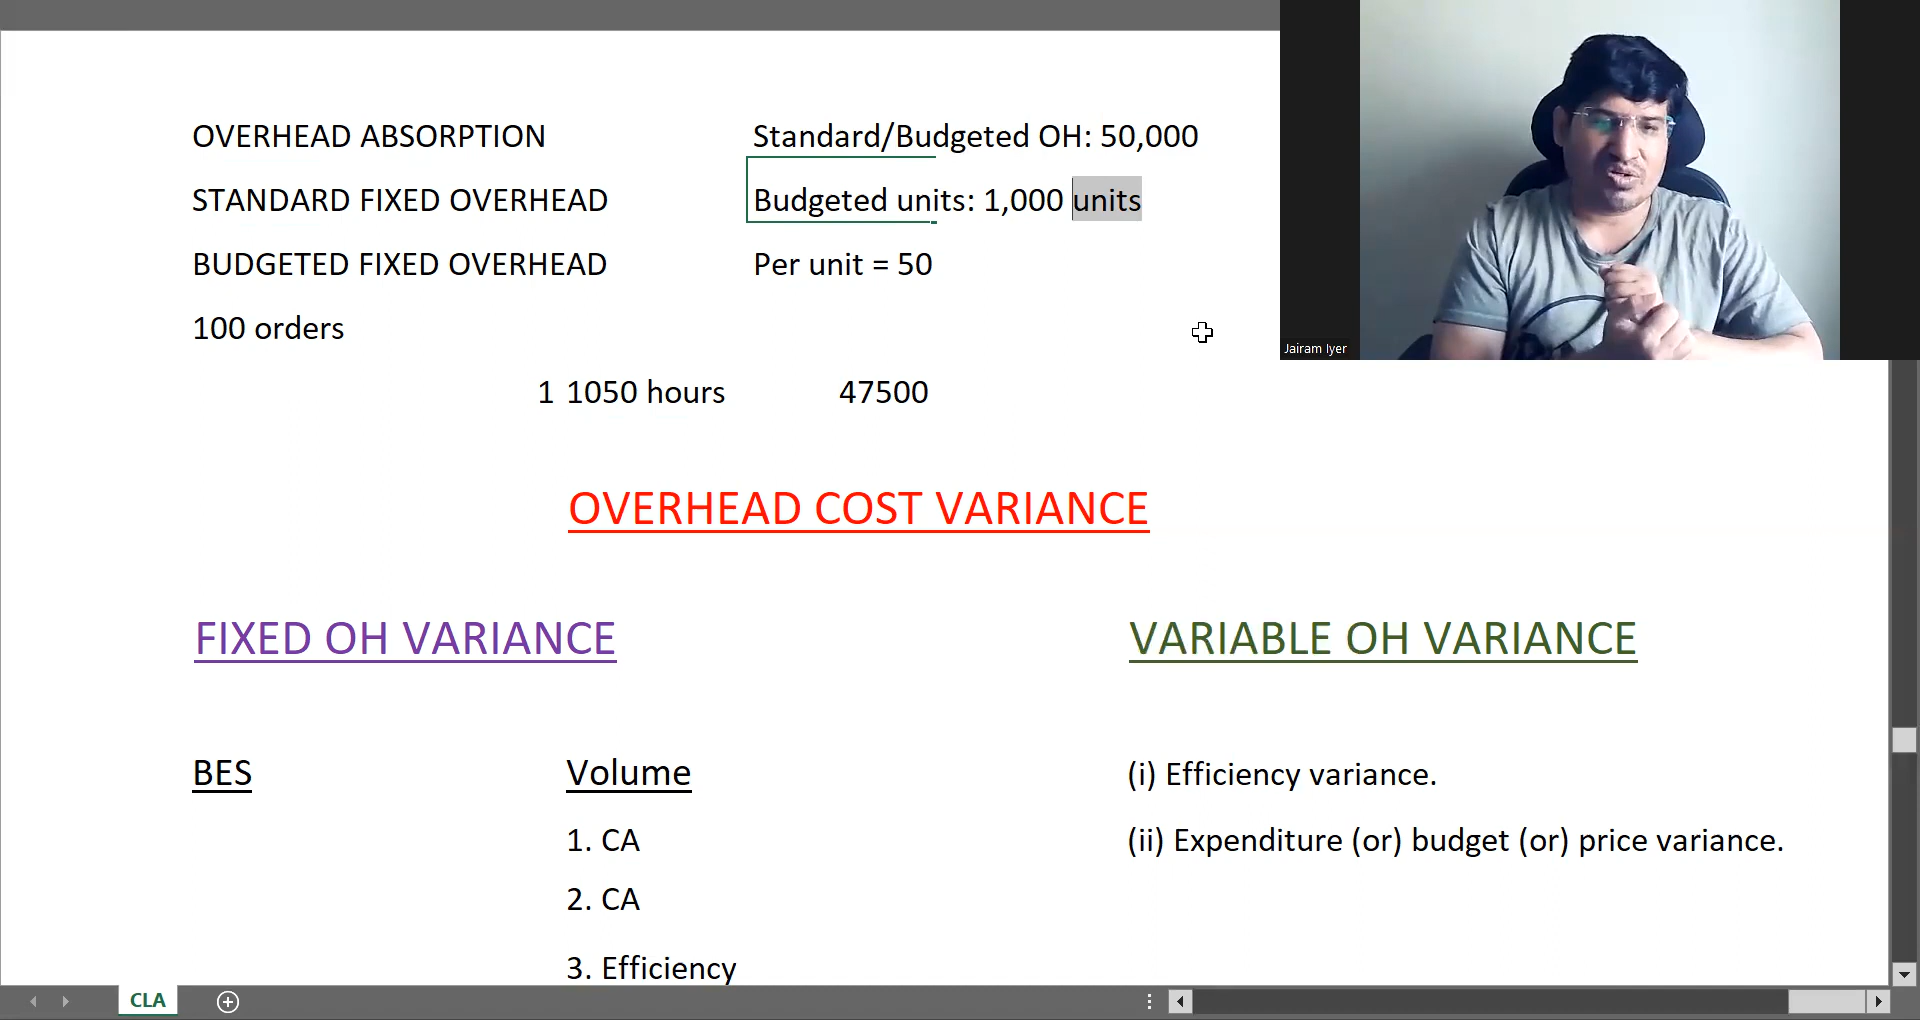 OVERHEAD ABSORPTION Standard/Budgeted OH: 50,000
STANDARD FIXED OVERHEAD Budgeted units: 1,000 units
BUDGETED FIXED OVERHEAD Per unit = 50
100 orders
Jairam Iyer
1 1050 hours 47500
OVERHEAD COST VARIANCE
FIXED OH VARIANCE VARIABLE OH VARIANCE
BES Volume (i) Efficiency variance.
1. CA (ii) Expenditure (or) budget (or) price variance.
2. CA
3. Efficiency
CLA